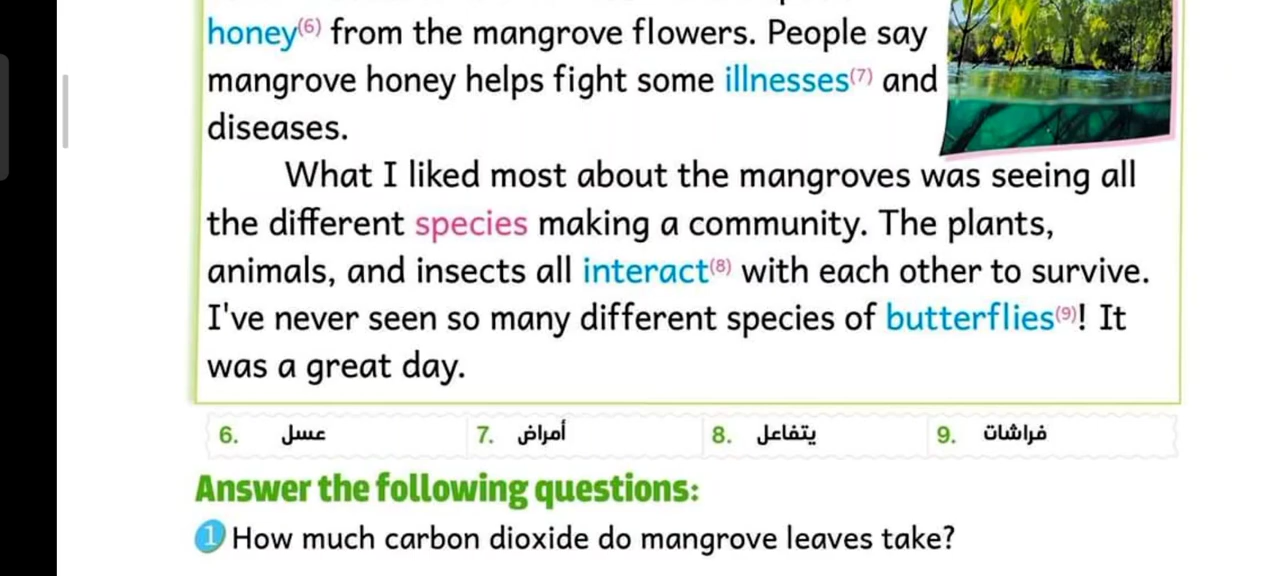 honey(6) from the mangrove flowers. People say
mangrove honey helps fight some illnesses(7) and
diseases.
What I liked most about the mangroves was seeing all
the different species making a community. The plants,
animals, and insects all interact(8) with each other to survive.
I've never seen so many different species of butterflies(9)! It
was a great day.
6. عسل 7. أمراض 8. يتفاعل 9. فراشات
Answer the following questions:
1 How much carbon dioxide do mangrove leaves take?